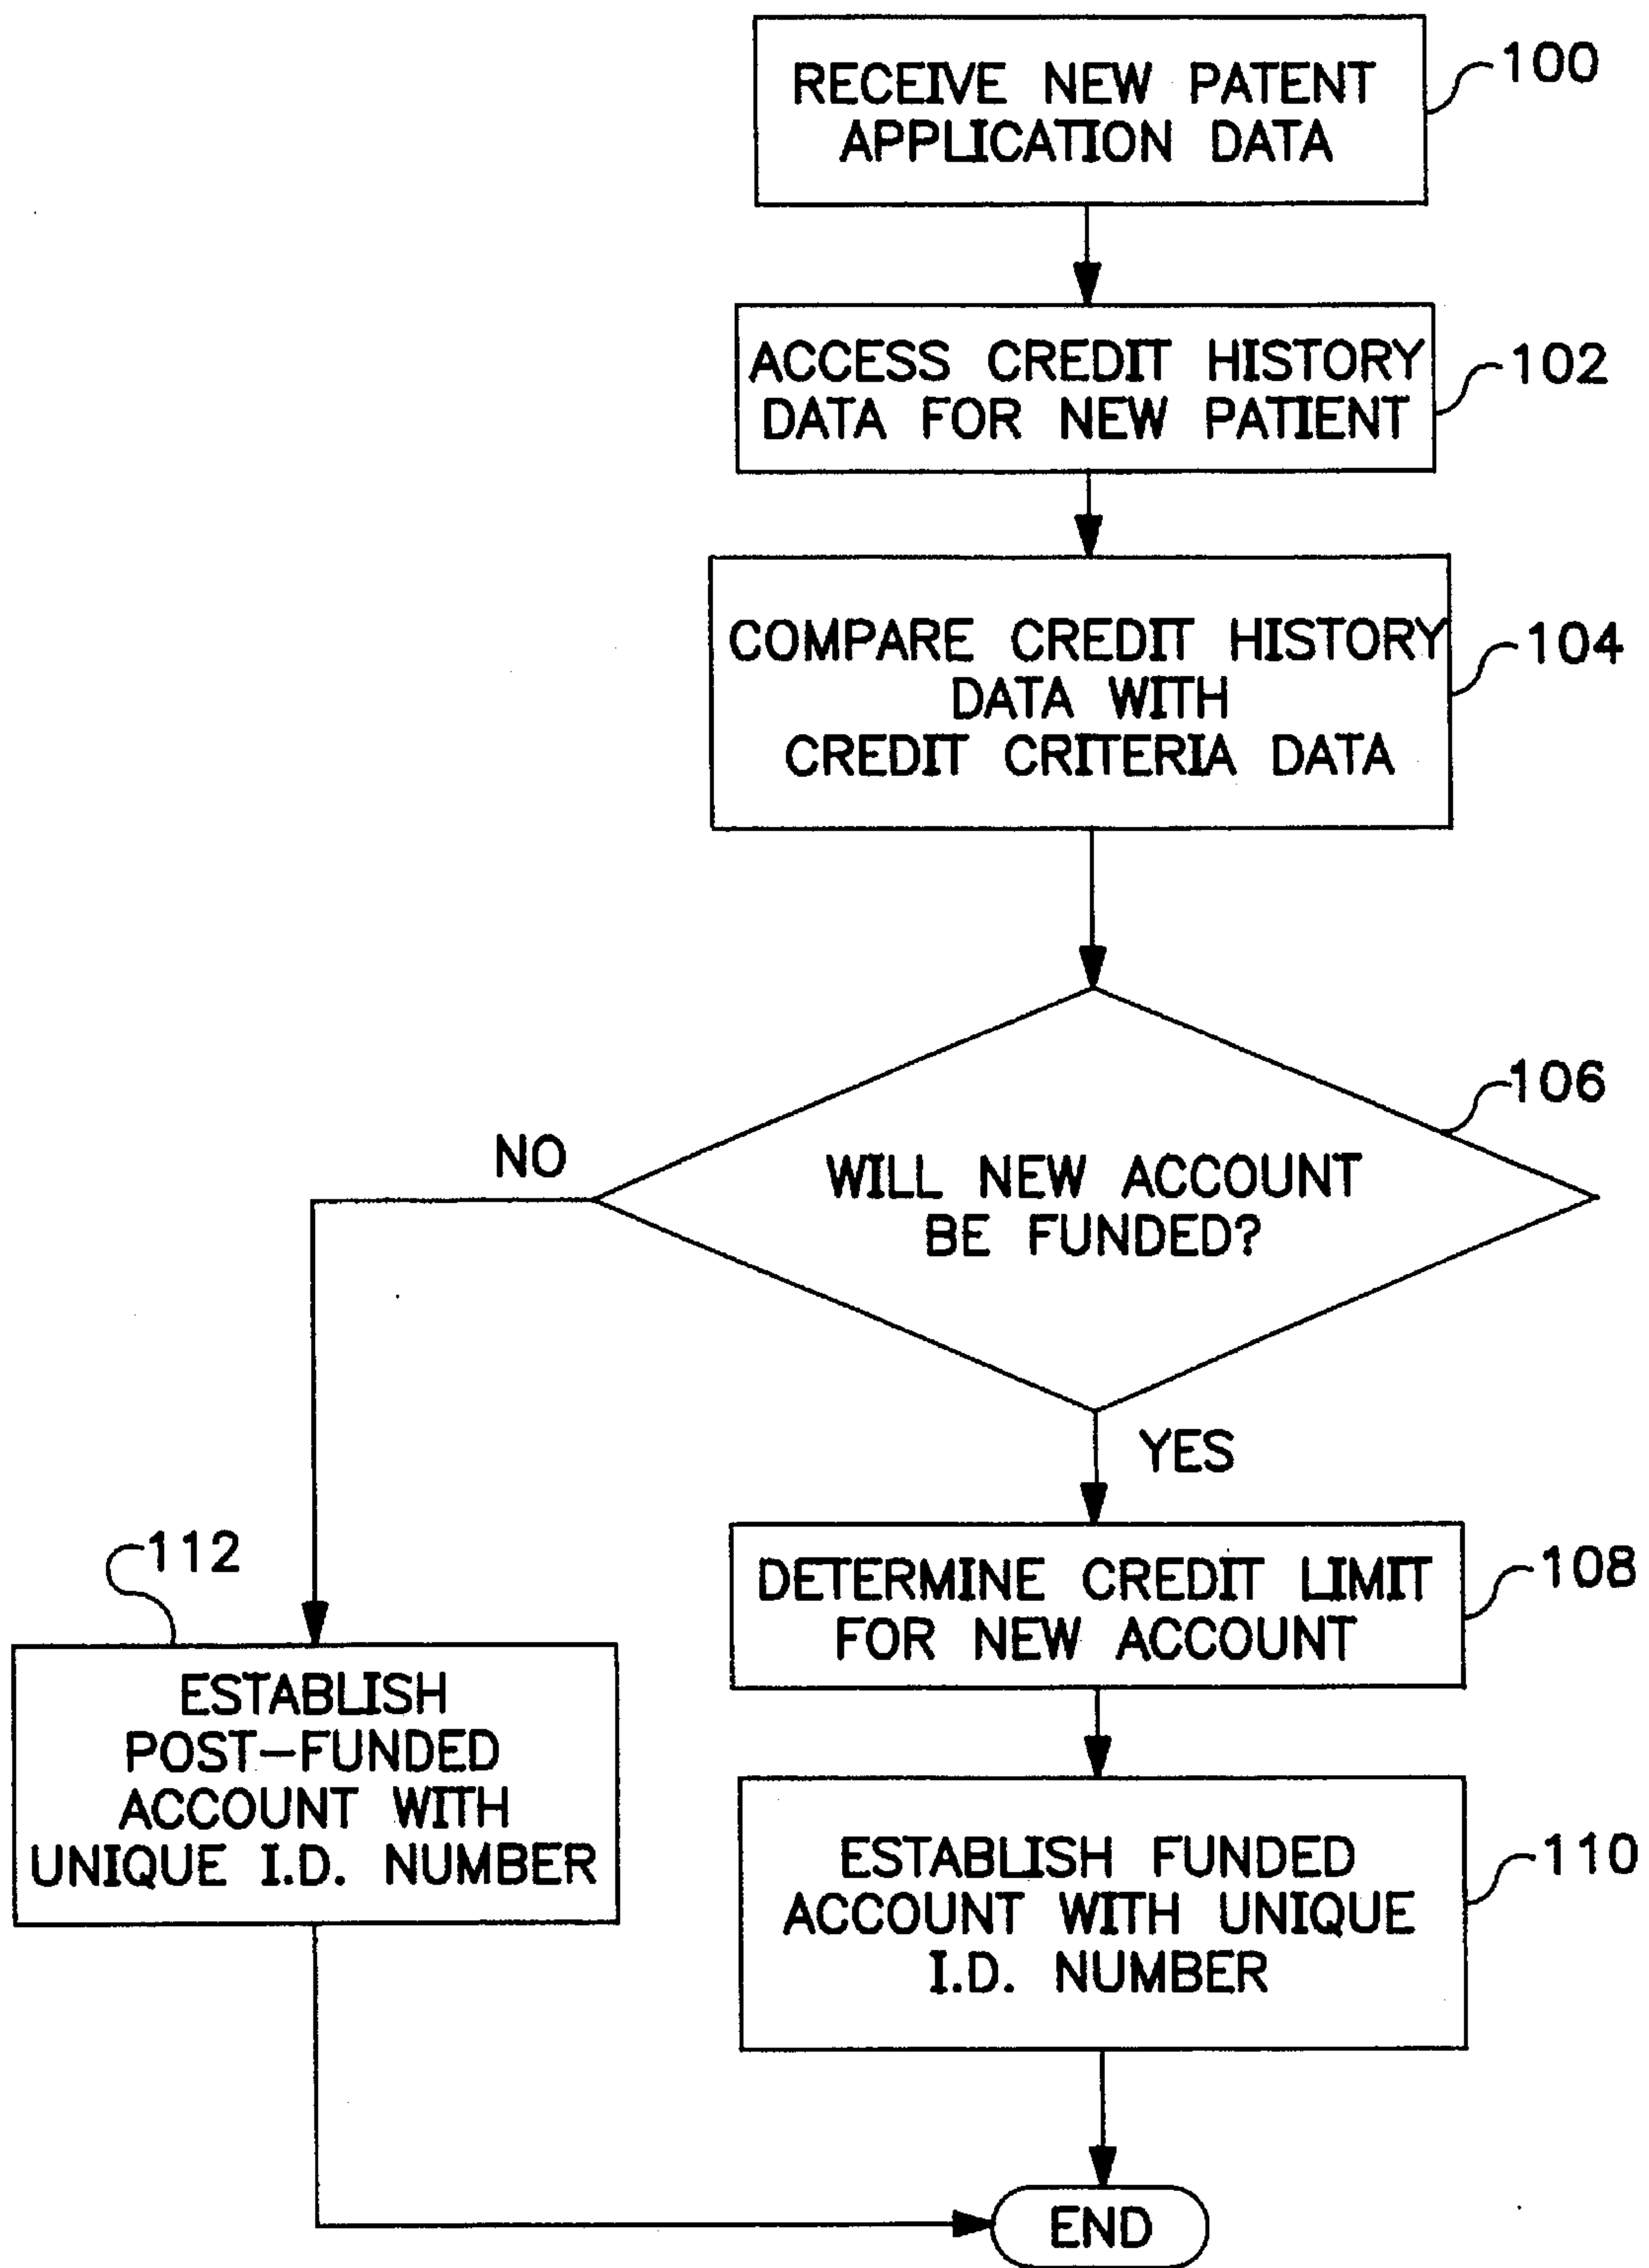 RECEIVE NEW PATENT
APPLICATION DATA
100
ACCESS CREDIT HISTORY
DATA FOR NEW PATIENT
102
COMPARE CREDIT HISTORY
DATA WITH
CREDIT CRITERIA DATA
104
WILL NEW ACCOUNT
BE FUNDED?
106
NO
YES
DETERMINE CREDIT LIMIT
FOR NEW ACCOUNT
108
112
ESTABLISH
POST-FUNDED
ACCOUNT WITH
UNIQUE I.D. NUMBER
ESTABLISH FUNDED
ACCOUNT WITH UNIQUE
I.D. NUMBER
110
END